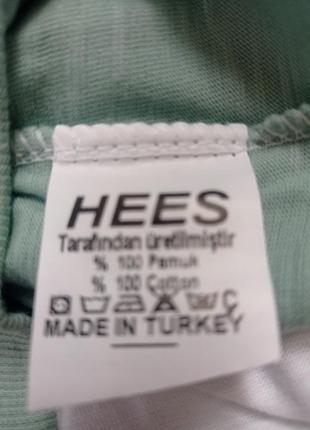 HEES
Tarafından üretilmiştir
% 100 Pamuk
% 100 Cotton
MADE IN TURKEY